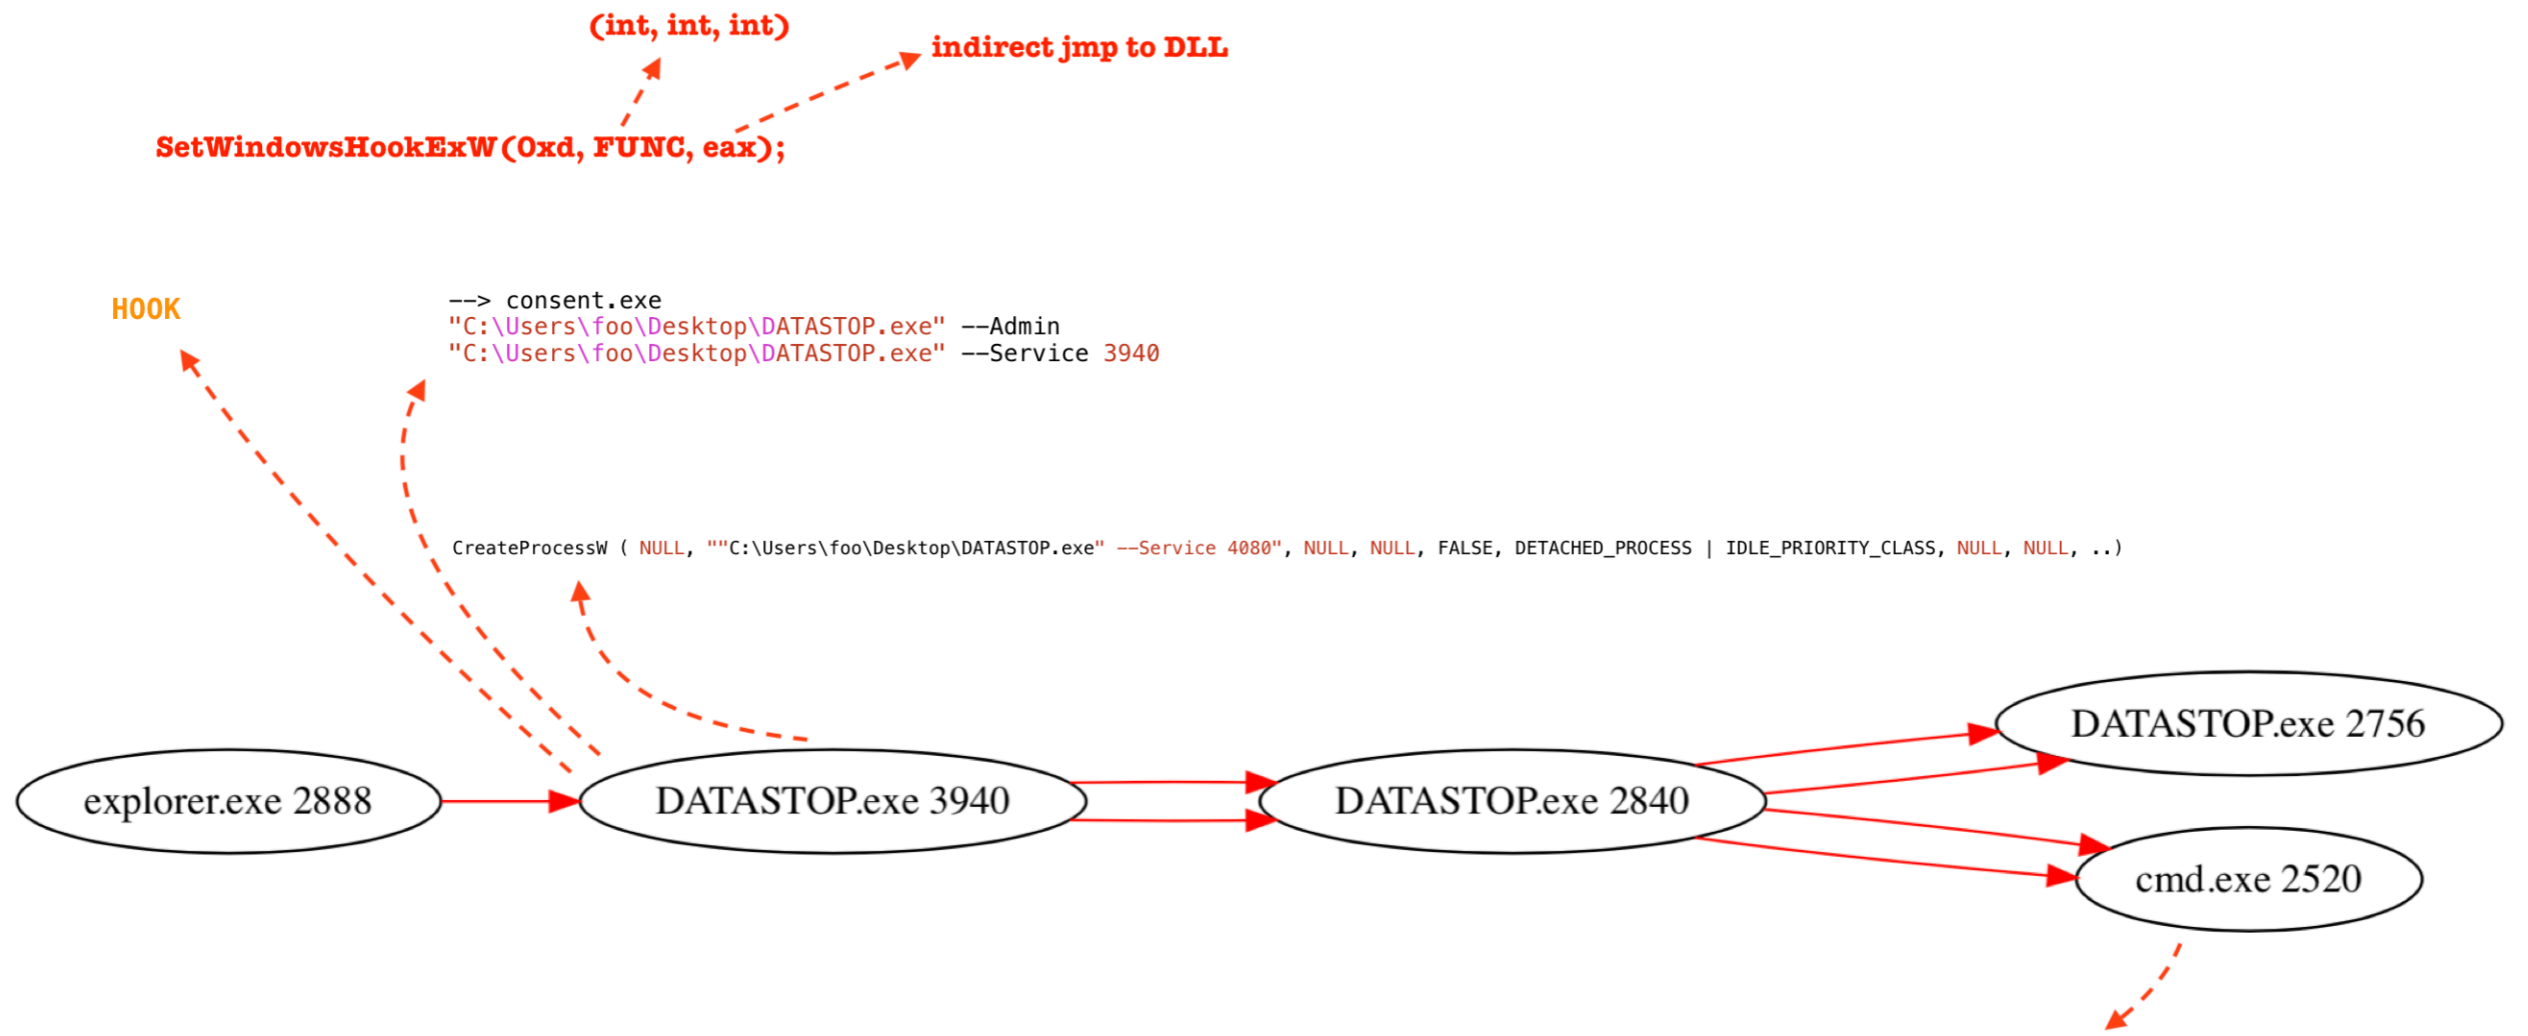 (int, int, int)
indirect jmp to DLL
SetWindowsHookExW(0xd, FUNC, eax);
HOOK
--> consent.exe
"C:\Users\foo\Desktop\DATASTOP.exe" --Admin
"C:\Users\foo\Desktop\DATASTOP.exe" --Service 3940
CreateProcessW ( NULL, ""C:\Users\foo\Desktop\DATASTOP.exe" --Service 4080", NULL, NULL, FALSE, DETACHED_PROCESS | IDLE_PRIORITY_CLASS, NULL, NULL, ..)
explorer.exe 2888
DATASTOP.exe 3940
DATASTOP.exe 2840
DATASTOP.exe 2756
cmd.exe 2520